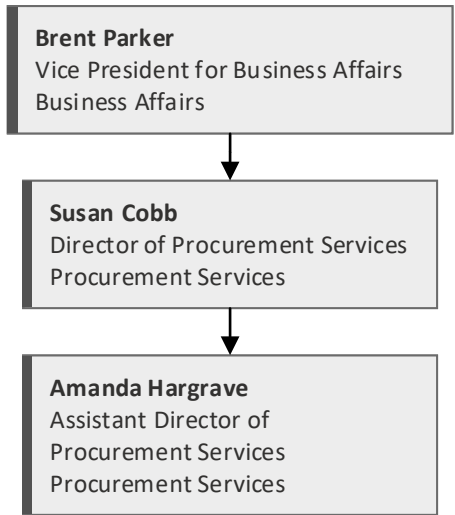 Brent Parker
Vice President for Business Affairs
Business Affairs
Susan Cobb
Director of Procurement Services
Procurement Services
Amanda Hargrave
Assistant Director of
Procurement Services
Procurement Services